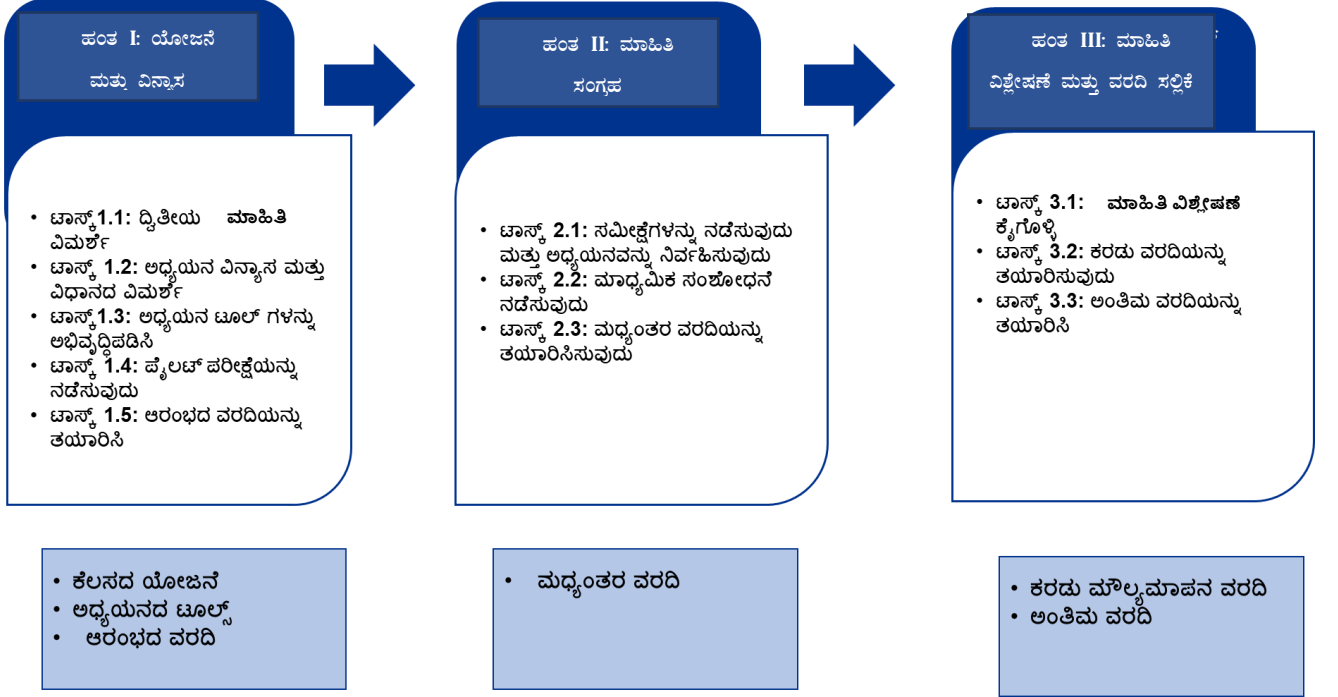 ಹಂತ I: ಯೋಜನೆ
ಮತ್ತು ವಿನ್ಯಾಸ
ಟಾಸ್ಕ್1.1: ದ್ವಿತೀಯ ಮಾಹಿತಿ
ವಿಮರ್ಶೆ
ಟಾಸ್ಕ್ 1.2: ಅಧ್ಯಯನ ವಿನ್ಯಾಸ ಮತ್ತು
ವಿಧಾನದ ವಿಮರ್ಶೆ
ಟಾಸ್ಕ್1.3: ಅಧ್ಯಯನ ಟೂಲ್ ಗಳನ್ನು
ಅಭಿವೃದ್ಧಿಪಡಿಸಿ
ಟಾಸ್ಕ್ 1.4: ಪೈಲಟ್ ಪರೀಕ್ಷೆಯನ್ನು
ನಡೆಸುವುದು
ಟಾಸ್ಕ್ 1.5: ಆರಂಭದ ವರದಿಯನ್ನು
ತಯಾರಿಸಿ
ಕೆಲಸದ ಯೋಜನೆ
ಅಧ್ಯಯನದ ಟೂಲ್ಸ್
ಆರಂಭದ ವರದಿ
ಹಂತ II: ಮಾಹಿತಿ
ಸಂಗ್ರಹ
ಟಾಸ್ಕ್ 2.1: ಸಮೀಕ್ಷೆಗಳನ್ನು ನಡೆಸುವುದು
ಮತ್ತು ಅಧ್ಯಯನವನ್ನು ನಿರ್ವಹಿಸುವುದು
ಟಾಸ್ಕ್ 2.2: ಮಾಧ್ಯಮಿಕ ಸಂಶೋಧನೆ
ನಡೆಸುವುದು
ಟಾಸ್ಕ್ 2.3: ಮಧ್ಯಂತರ ವರದಿಯನ್ನು
ತಯಾರಿಸಿಸುವುದು
ಮಧ್ಯಂತರ ವರದಿ
ಹಂತ III: ಮಾಹಿತಿ
ವಿಶ್ಲೇಷಣೆ ಮತ್ತು ವರದಿ ಸಲ್ಲಿಕೆ
ಟಾಸ್ಕ್ 3.1: ಮಾಹಿತಿ ವಿಶ್ಲೇಷಣೆ
ಕೈಗೊಳ್ಳಿ
ಟಾಸ್ಕ್ 3.2: ಕರಡು ವರದಿಯನ್ನು
ತಯಾರಿಸುವುದು
ಟಾಸ್ಕ್ 3.3: ಅಂತಿಮ ವರದಿಯನ್ನು
ತಯಾರಿಸಿ
ಕರಡು ಮೌಲ್ಯಮಾಪನ ವರದಿ
ಅಂತಿಮ ವರದಿ